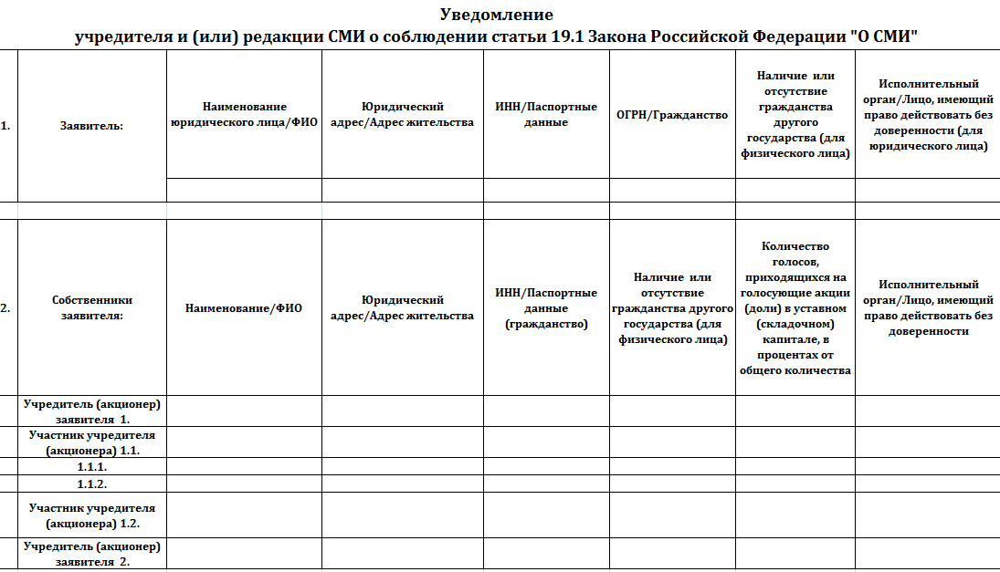 Уведомление
учредителя и (или) редакции СМИ о соблюдении статьи 19.1 Закона Российской Федерации "О СМИ"
1.
Заявитель:
Наименование
юридического лица/ФИО
Юридический
адрес/Адрес жительства
ИНН/Паспортные
данные
ОГРН/Гражданство
Наличие или
отсутствие
гражданства
другого
государства (для
физического лица)
Исполнительный
орган/Лицо, имеющий
право действовать без
доверенности (для
юридического лица)
2.
Собственники
заявителя:
Наименование/ФИО
Юридический
адрес/Адрес жительства
ИНН/Паспортные
данные
(гражданство)
Наличие или
отсутствие
гражданства другого
государства (для
физического лица)
Количество
голосов,
приходящихся на
голосующие акции
(доли) в уставном
(складочном)
капитале, в
процентах от
общего количества
Исполнительный
орган/Лицо, имеющий
право действовать без
доверенности
Учредитель (акционер)
заявителя 1.
Участник учредителя
(акционера) 1.1.
1.1.1.
1.1.2.
Участник учредителя
(акционера) 1.2.
Учредитель (акционер)
заявителя 2.